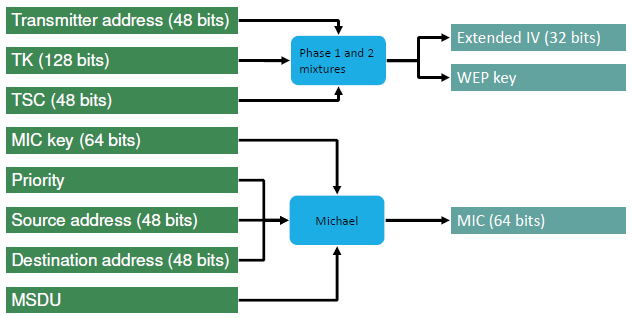 Transmitter address (48 bits)
TK (128 bits)
TSC (48 bits)
MIC key (64 bits)
Priority
Source address (48 bits)
Destination address (48 bits)
MSDU
Phase 1 and 2
mixtures
Michael
Extended IV (32 bits)
WEP key
MIC (64 bits)